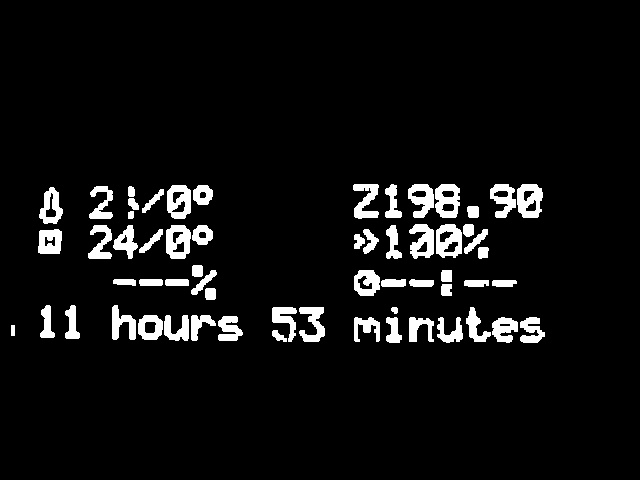 Z198.90
24/0° »100%
---% --:--
11 hours 53 minutes